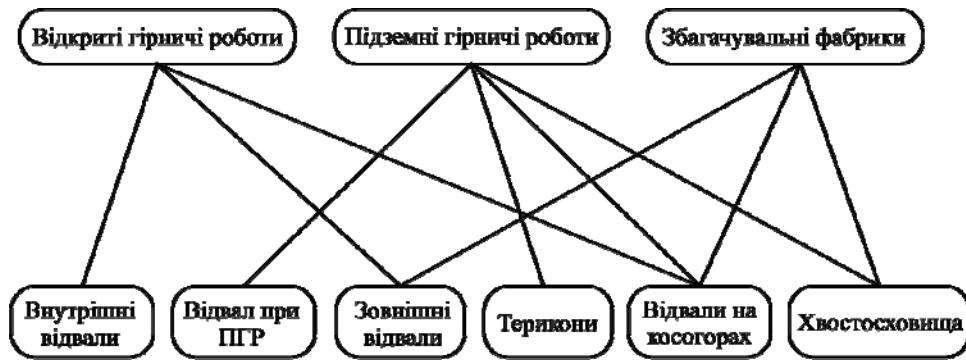 Відкриті гірничі роботи
Підземні гірничі роботи
Збагачувальні фабрики
Внутрішні
відвали
Відвал при
ПГР
Зовнішні
відвали
Терикони
Відвали на
косогорах
Хвостосховища